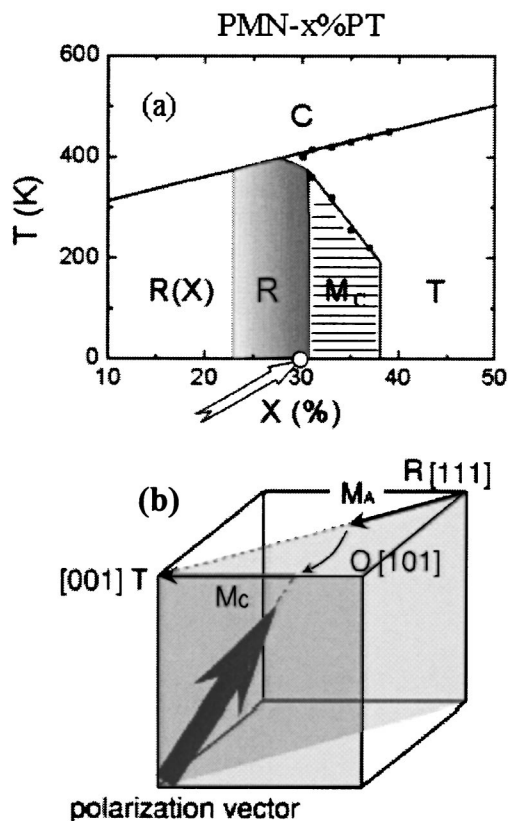 PMN-x%PT
600
(a)
C
400
T (K)
200
R(X) R M_C T
0
10 20 30 40 50
X (%)
(b)
R [111]
M_A
[001] T
O [101]
M_C
polarization vector